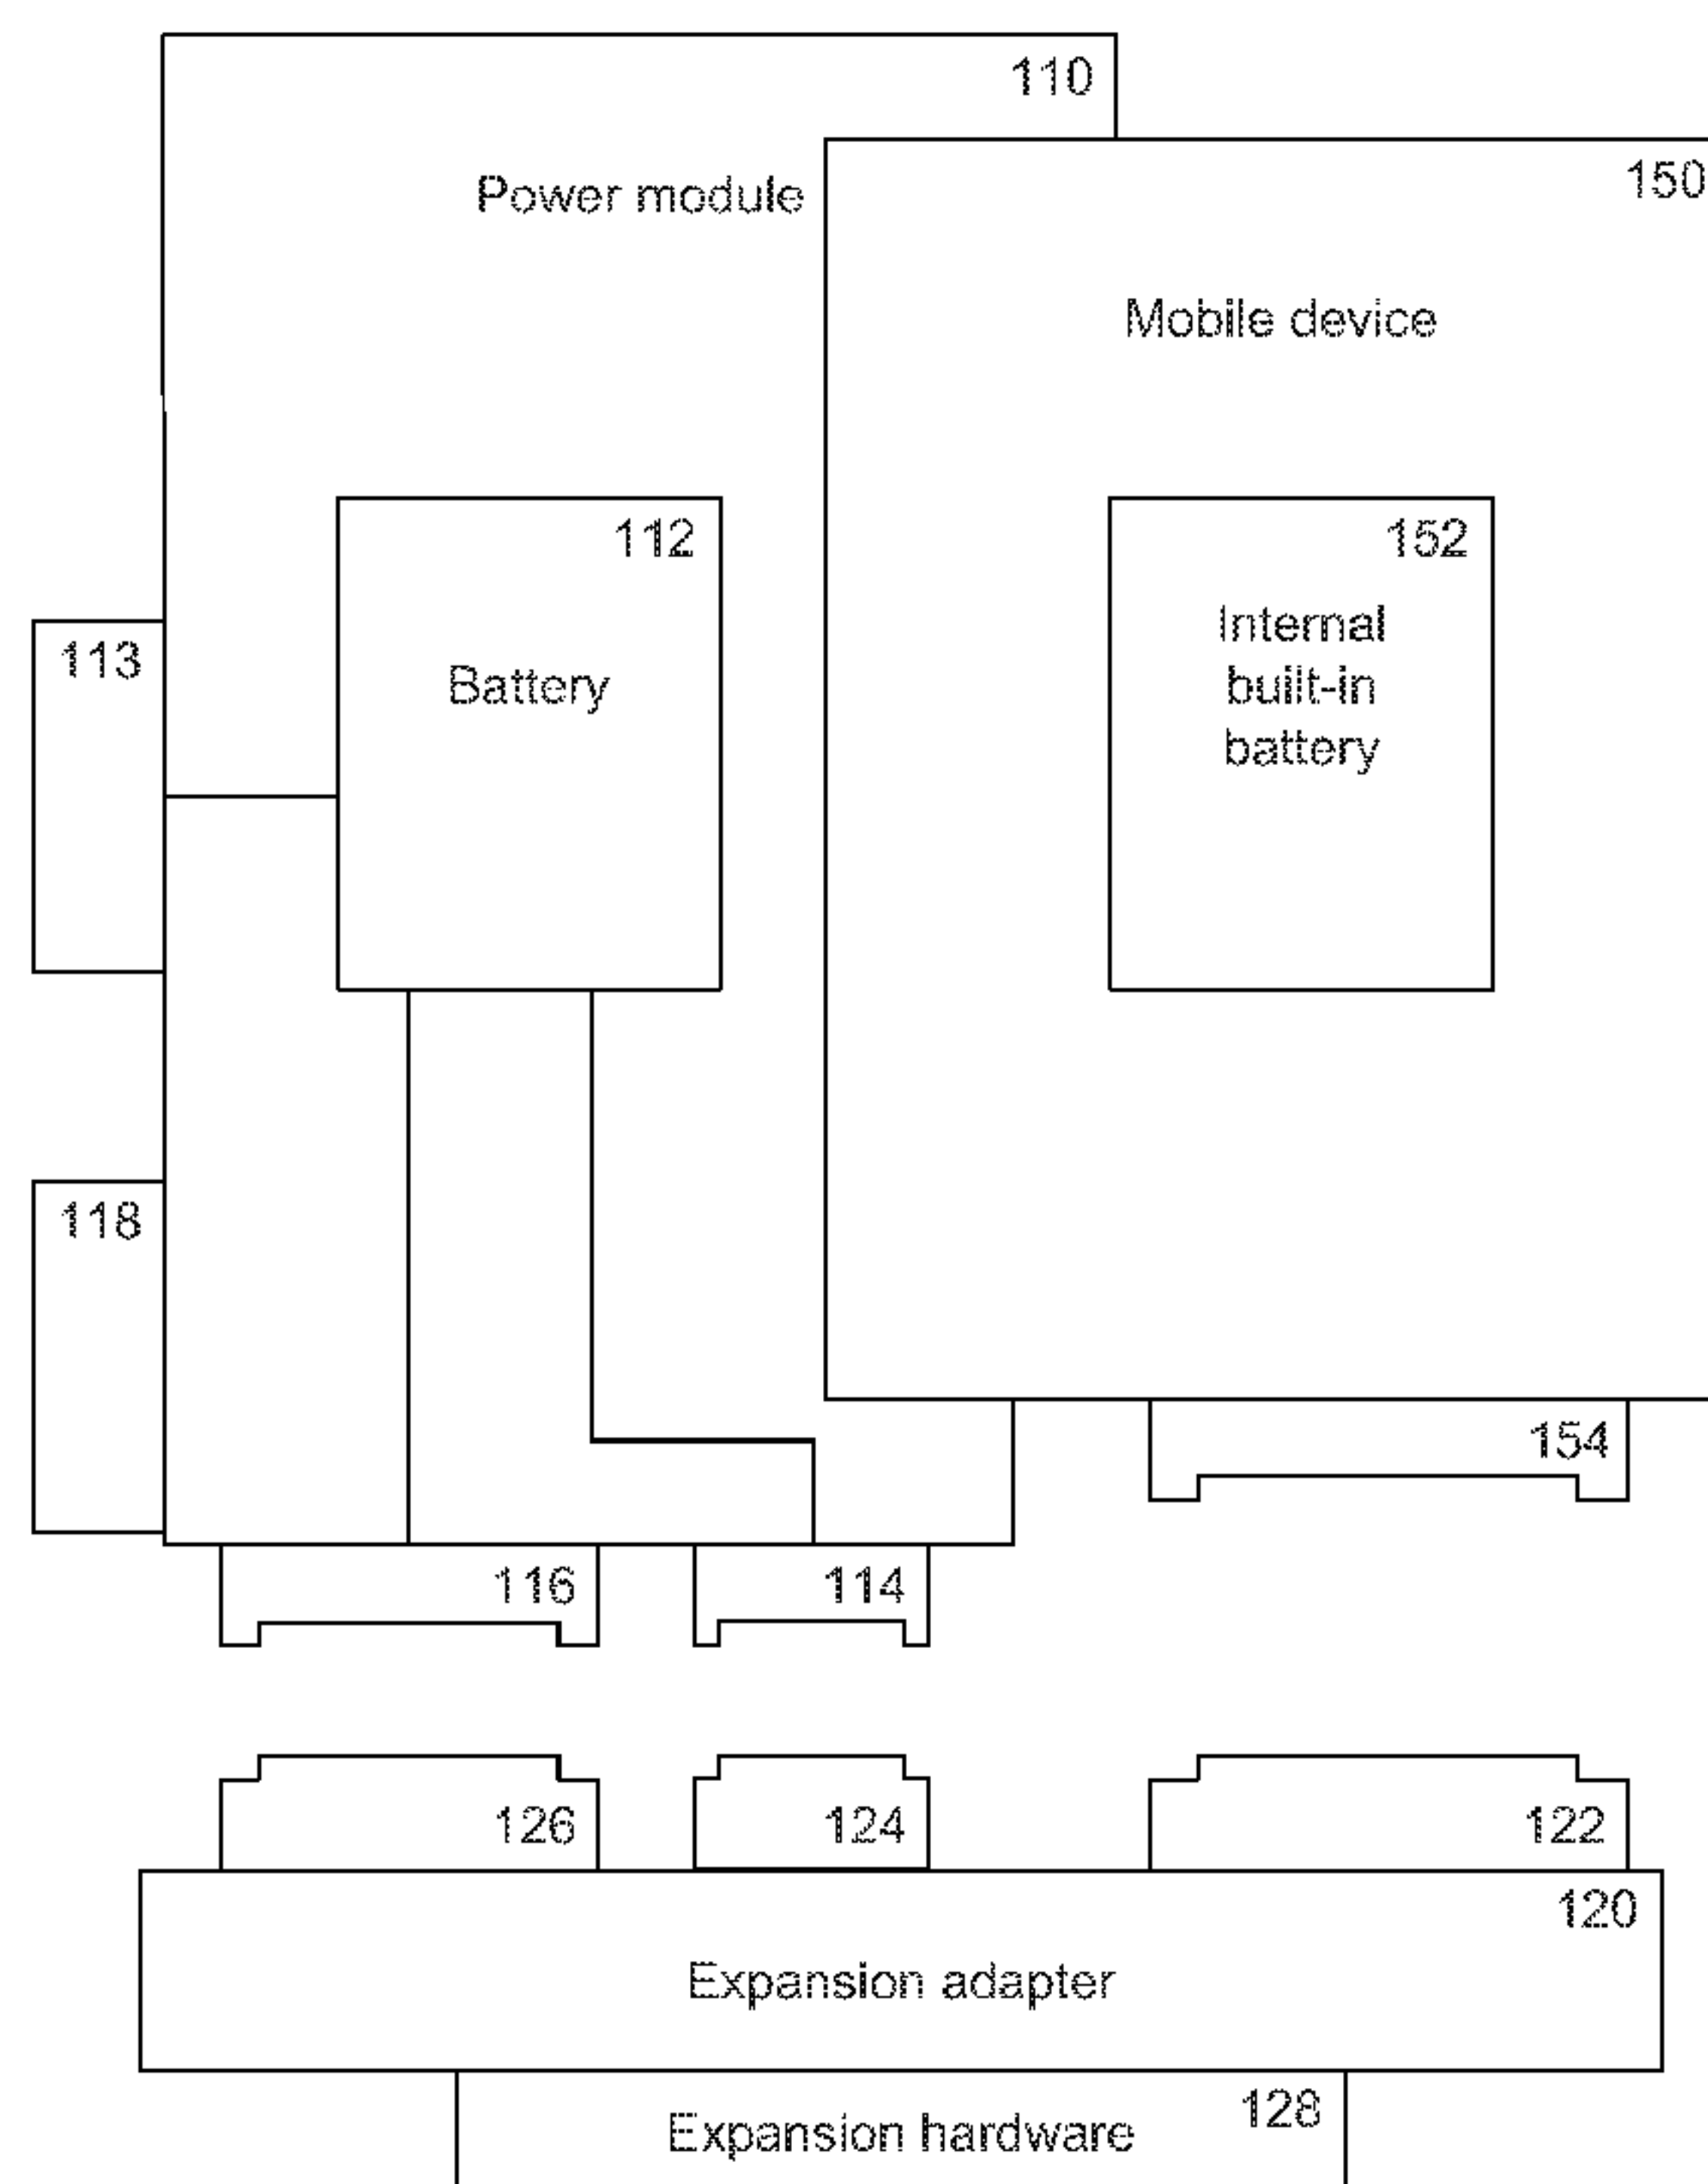 110
Power module
150
Mobile device
112
Battery
152
Internal
built-in
battery
113
118
154
116
114
126
124
122
120
Expansion adapter
128
Expansion hardware